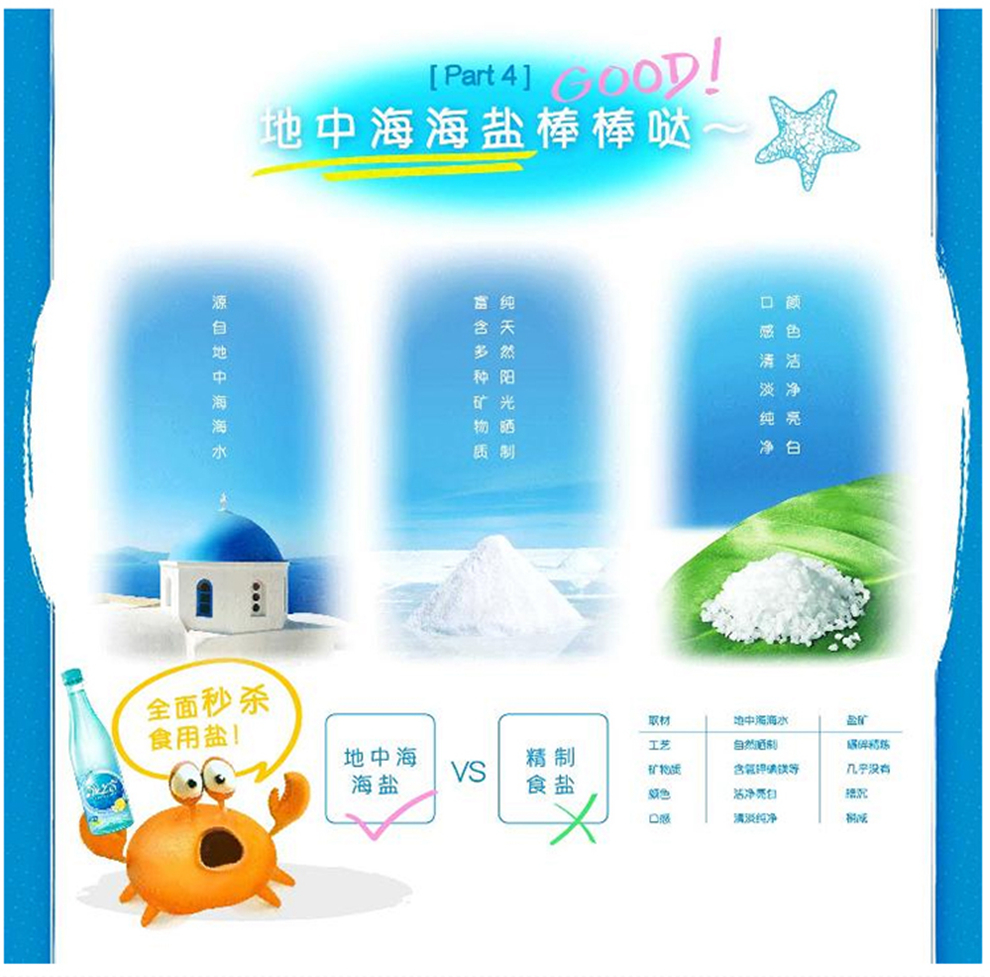 [ Part 4 ]
GOOD!
地中海海盐棒棒哒~
源自地中海海水
纯天然阳光晒制
富含多种矿物质
颜色洁净亮白
口感清淡纯净
全面秒杀
食用盐!
地中海
海盐
VS
精制
食盐
取材 地中海海水 盐矿
工艺 自然晒制 碾碎精炼
矿物质 含氯钾碘镁等 几乎没有
颜色 洁净亮白 暗沉
口感 清淡纯净 稍咸